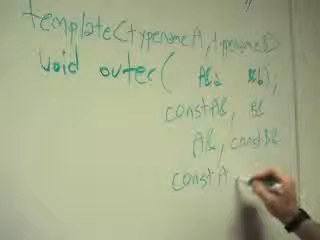 template<typename A, typename B>
void outer( A&a B&b);
const A&, B&
A&, const B&
const A